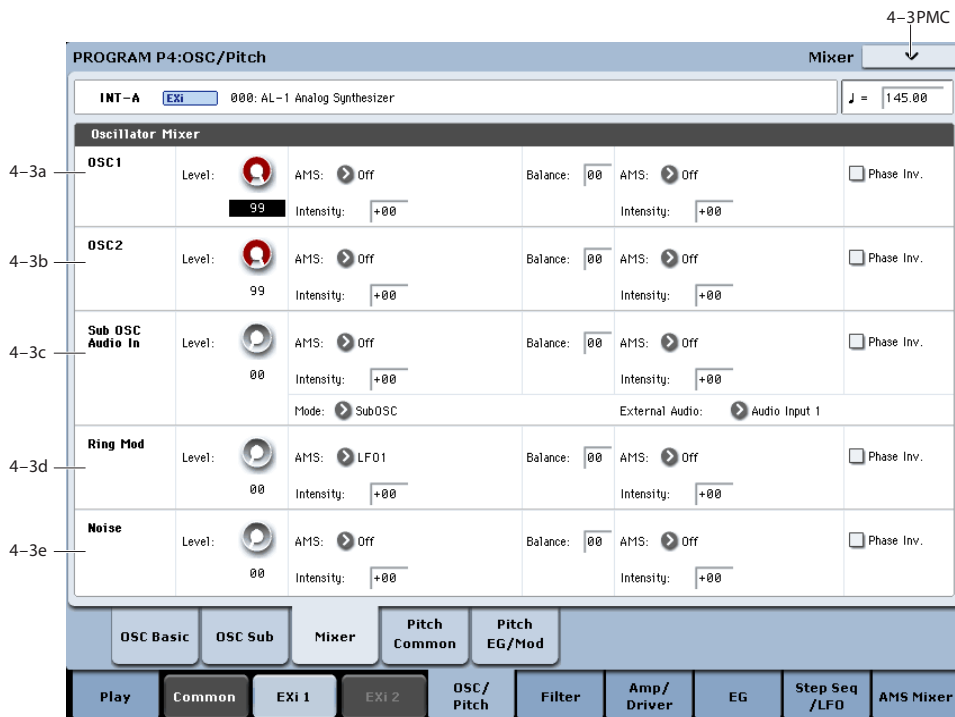 4-3PMC
PROGRAM P4:OSC/Pitch Mixer
INT-A EXi 000: AL-1 Analog Synthesizer ♩ = 145.00
Oscillator Mixer
4-3a OSC1 Level: AMS: Off Balance: 00 AMS: Off Phase Inv.
99 Intensity: +00 Intensity: +00
4-3b OSC2 Level: AMS: Off Balance: 00 AMS: Off Phase Inv.
99 Intensity: +00 Intensity: +00
Sub OSC
4-3c Audio In Level: AMS: Off Balance: 00 AMS: Off Phase Inv.
00 Intensity: +00 Intensity: +00
Mode: SubOSC External Audio: Audio Input 1
4-3d Ring Mod Level: AMS: LFO1 Balance: 00 AMS: Off Phase Inv.
00 Intensity: +00 Intensity: +00
4-3e Noise Level: AMS: Off Balance: 00 AMS: Off Phase Inv.
00 Intensity: +00 Intensity: +00
OSC Basic OSC Sub Mixer Pitch Common Pitch EG/Mod
Play Common EXi 1 EXi 2 OSC/Pitch Filter Amp/Driver EG Step Seq/LFO AMS Mixer